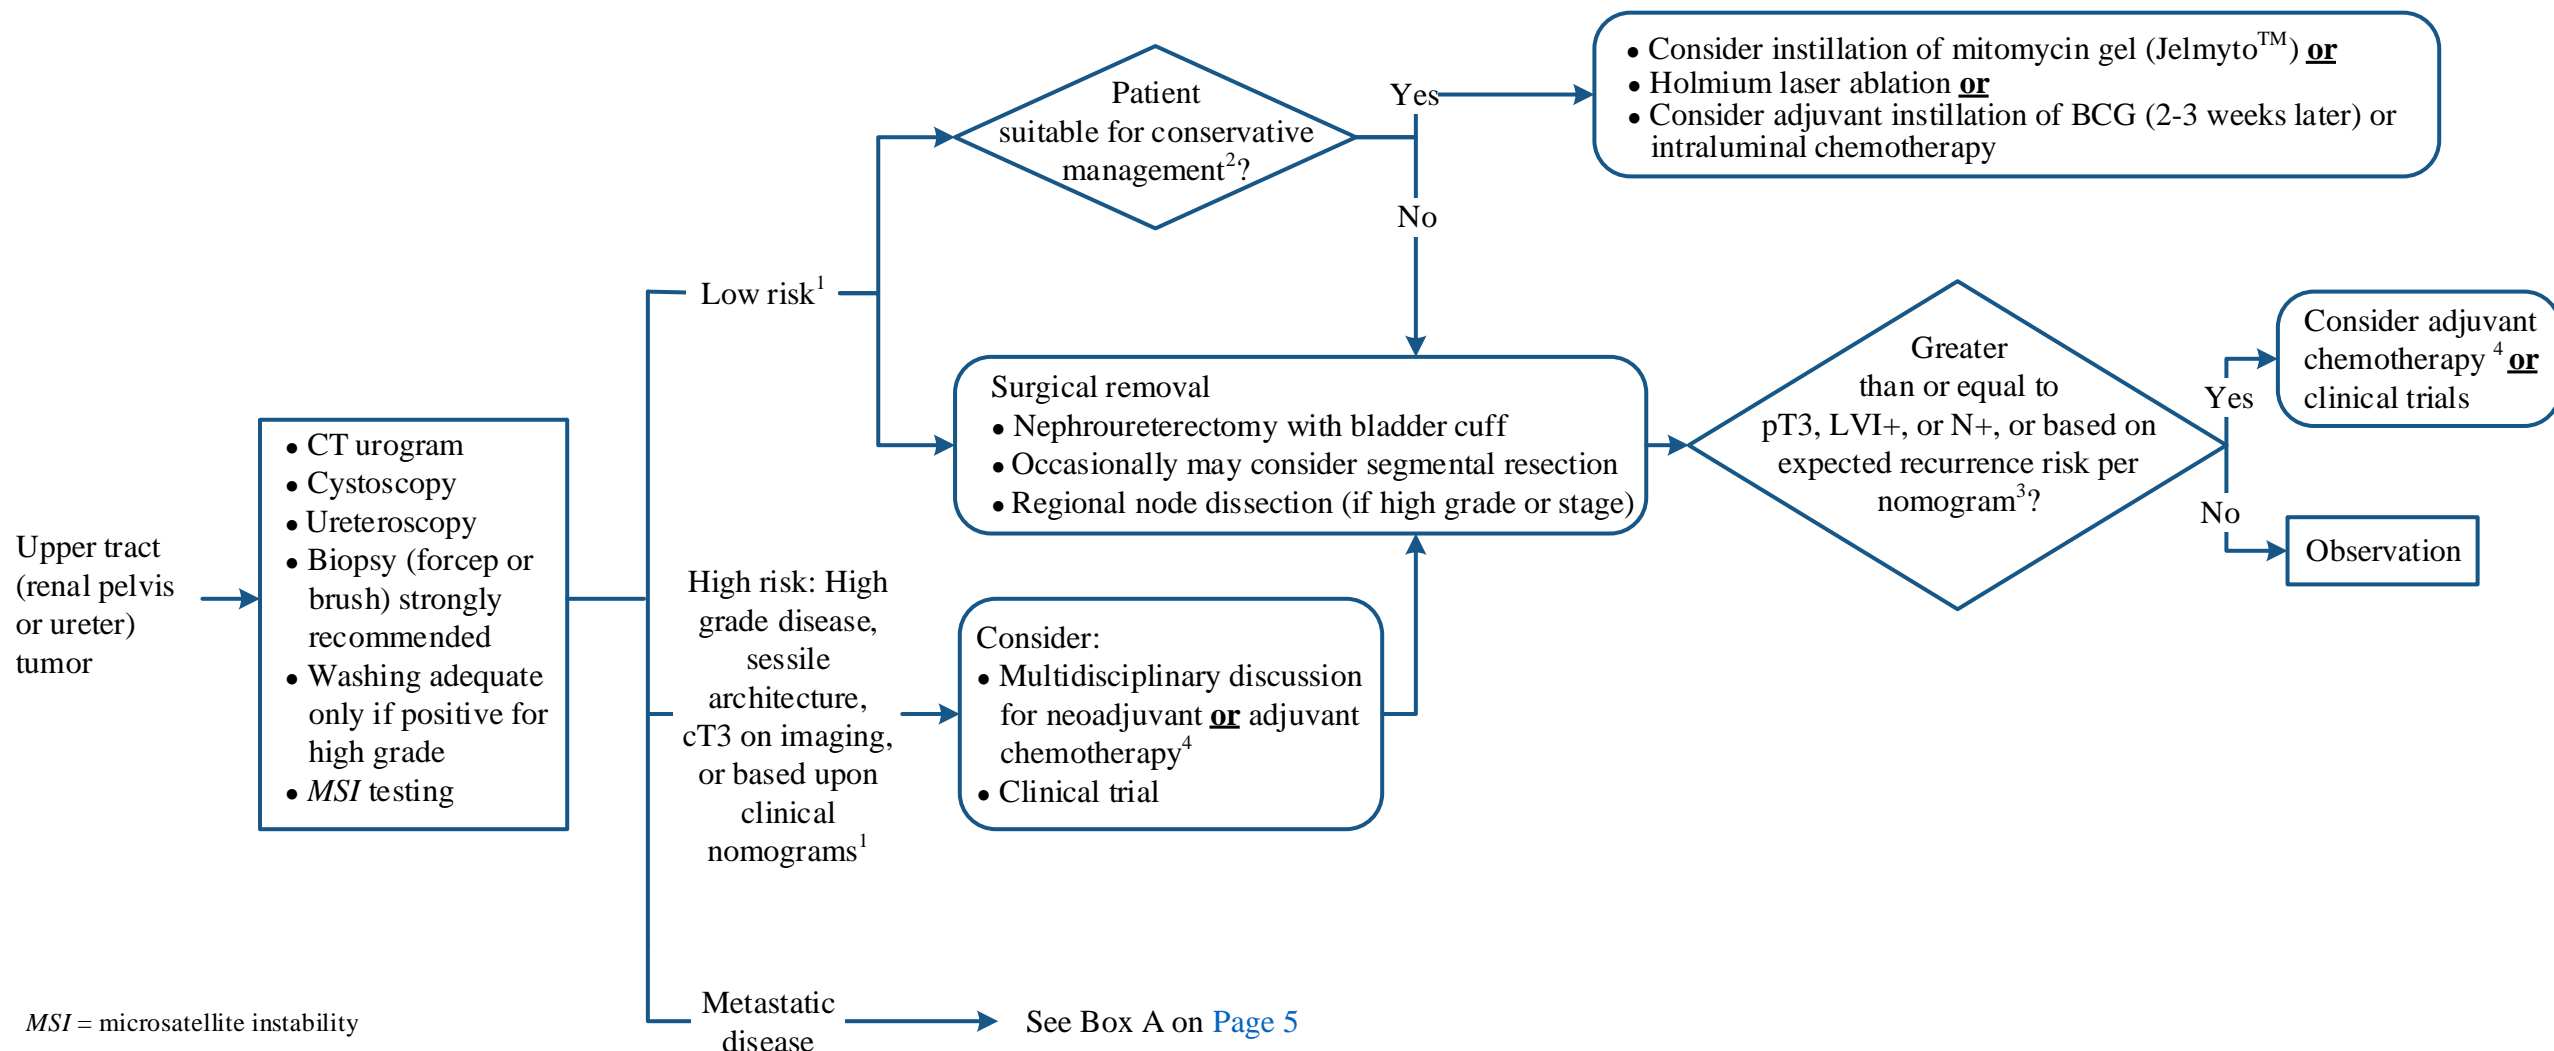 Upper tract
(renal pelvis
or ureter)
tumor
• CT urogram
• Cystoscopy
• Ureteroscopy
• Biopsy (forcep or
brush) strongly
recommended
• Washing adequate
only if positive for
high grade
• MSI testing
Low risk1
High risk: High
grade disease,
sessile
architecture,
cT3 on imaging,
or based upon
clinical
nomograms1
Metastatic
disease
Patient
suitable for conservative
management2?
Yes
No
• Consider instillation of mitomycin gel (JelmytoTM) or
• Holmium laser ablation or
• Consider adjuvant instillation of BCG (2-3 weeks later) or
intraluminal chemotherapy
Surgical removal
• Nephroureterectomy with bladder cuff
• Occasionally may consider segmental resection
• Regional node dissection (if high grade or stage)
Consider:
• Multidisciplinary discussion
for neoadjuvant or adjuvant
chemotherapy4
• Clinical trial
See Box A on Page 5
Greater
than or equal to
pT3, LVI+, or N+, or based on
expected recurrence risk per
nomogram3?
Yes
No
Consider adjuvant
chemotherapy 4 or
clinical trials
Observation
MSI = microsatellite instability